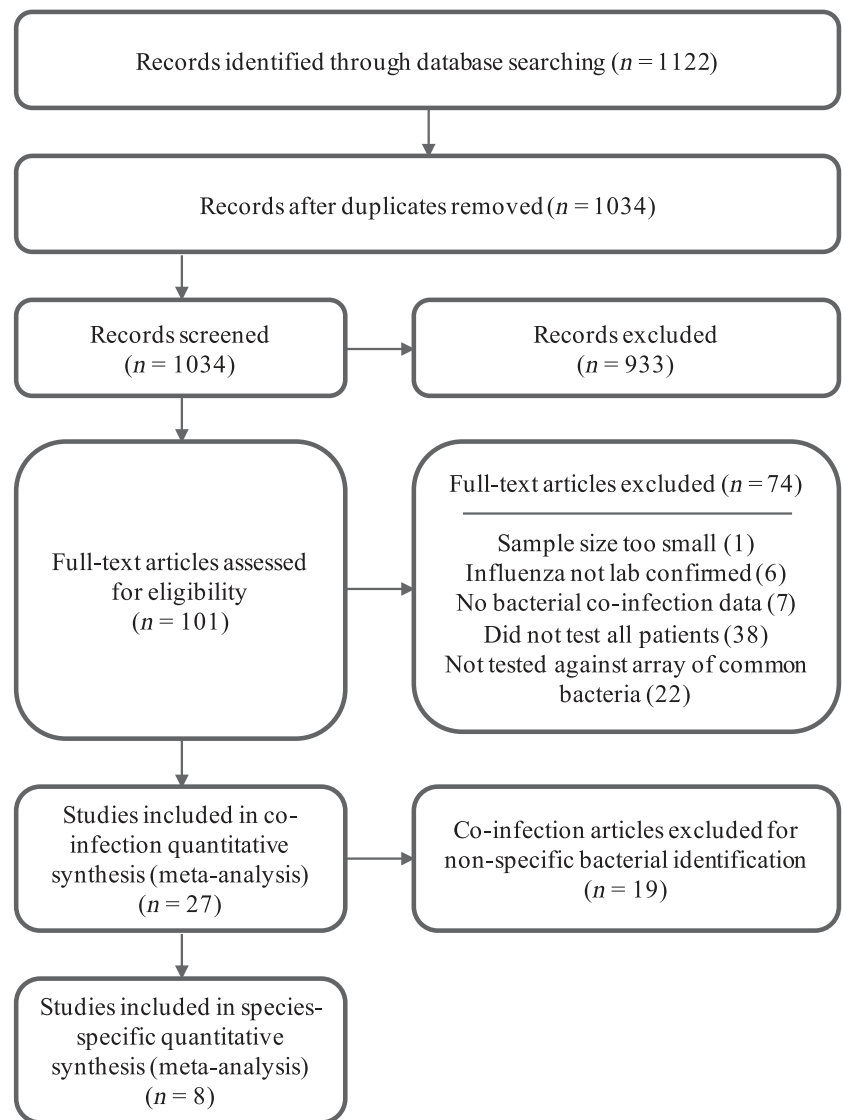 Records identified through database searching (n = 1122)
Records after duplicates removed (n = 1034)
Records screened
(n = 1034)
Records excluded
(n = 933)
Full-text articles assessed
for eligibility
(n = 101)
Full-text articles excluded (n = 74)
Sample size too small (1)
Influenza not lab confirmed (6)
No bacterial co-infection data (7)
Did not test all patients (38)
Not tested against array of common
bacteria (22)
Studies included in co-
infection quantitative
synthesis (meta-analysis)
(n = 27)
Co-infection articles excluded for
non-specific bacterial identification
(n = 19)
Studies included in species-
specific quantitative
synthesis (meta-analysis)
(n = 8)